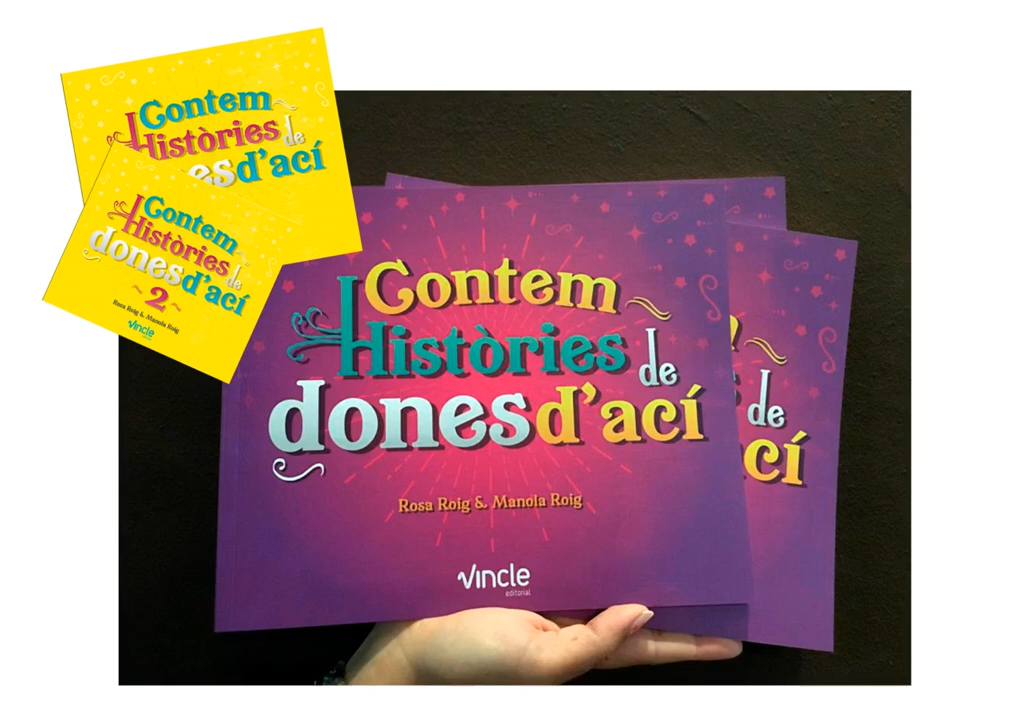 Contem
Històries de
es d'ací
Contem
Històries de
dones d'ací
~ 2 ~
Rosa Roig & Manola Roig
Vincle
Contem
Històries de
dones d'ací
Rosa Roig & Manola Roig
Vincle
editorial
de
cí